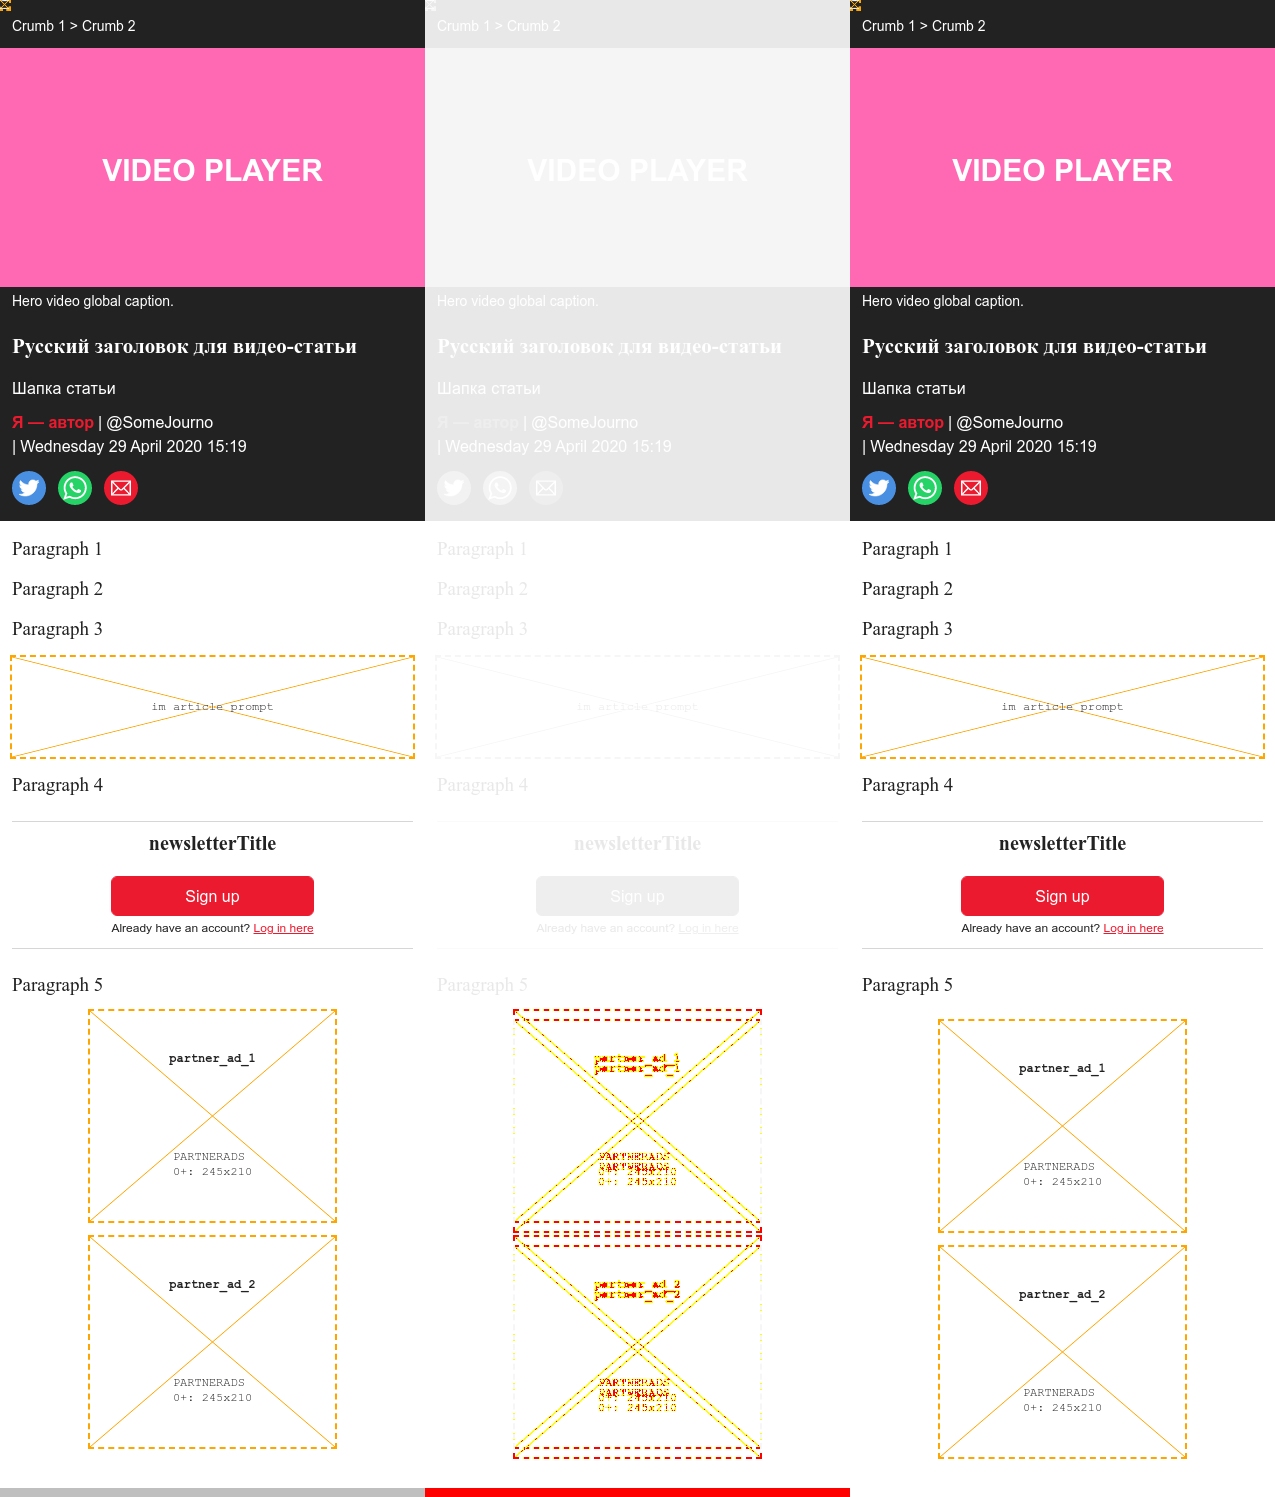 Crumb 1 > Crumb 2
VIDEO PLAYER
Hero video global caption.
Русский заголовок для видео-статьи
Шапка статьи
Я — автор | @SomeJourno
| Wednesday 29 April 2020 15:19
Paragraph 1
Paragraph 2
Paragraph 3
im article prompt
Paragraph 4
newsletterTitle
Sign up
Already have an account? Log in here
Paragraph 5
partner_ad_1
PARTNERADS
0+: 245x210
partner_ad_2
PARTNERADS
0+: 245x210
Crumb 1 > Crumb 2
VIDEO PLAYER
Hero video global caption.
Русский заголовок для видео-статьи
Шапка статьи
Я — автор | @SomeJourno
| Wednesday 29 April 2020 15:19
Paragraph 1
Paragraph 2
Paragraph 3
im article prompt
Paragraph 4
newsletterTitle
Sign up
Already have an account? Log in here
Paragraph 5
partner_ad_1
partner_ad_1
PARTNERADS
PARTNERADS
0+: 245x210
0+: 245x210
partner_ad_2
partner_ad_2
PARTNERADS
PARTNERADS
0+: 245x210
0+: 245x210
Crumb 1 > Crumb 2
VIDEO PLAYER
Hero video global caption.
Русский заголовок для видео-статьи
Шапка статьи
Я — автор | @SomeJourno
| Wednesday 29 April 2020 15:19
Paragraph 1
Paragraph 2
Paragraph 3
im article prompt
Paragraph 4
newsletterTitle
Sign up
Already have an account? Log in here
Paragraph 5
partner_ad_1
PARTNERADS
0+: 245x210
partner_ad_2
PARTNERADS
0+: 245x210